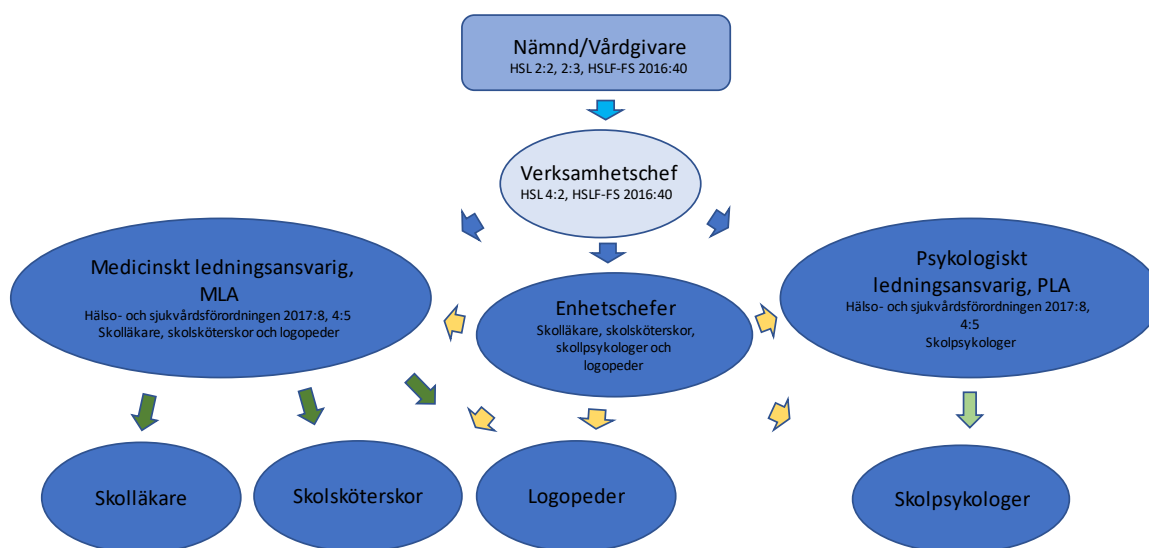 Nämnd/Vårdgivare
HSL 2:2, 2:3, HSLF-FS 2016:40
Verksamhetschef
HSL 4:2, HSLF-FS 2016:40
Medicinskt ledningsansvarig,
MLA
Hälso- och sjukvårdsförordningen 2017:8, 4:5
Skolläkare, skolsköterskor och logopeder
Enhetschefer
Skolläkare, skolsköterskor,
skollpsykologer och
logopeder
Psykologiskt
ledningsansvarig, PLA
Hälso- och sjukvårdsförordningen 2017:8,
4:5
Skolpsykologer
Skolläkare
Skolsköterskor
Logopeder
Skolpsykologer